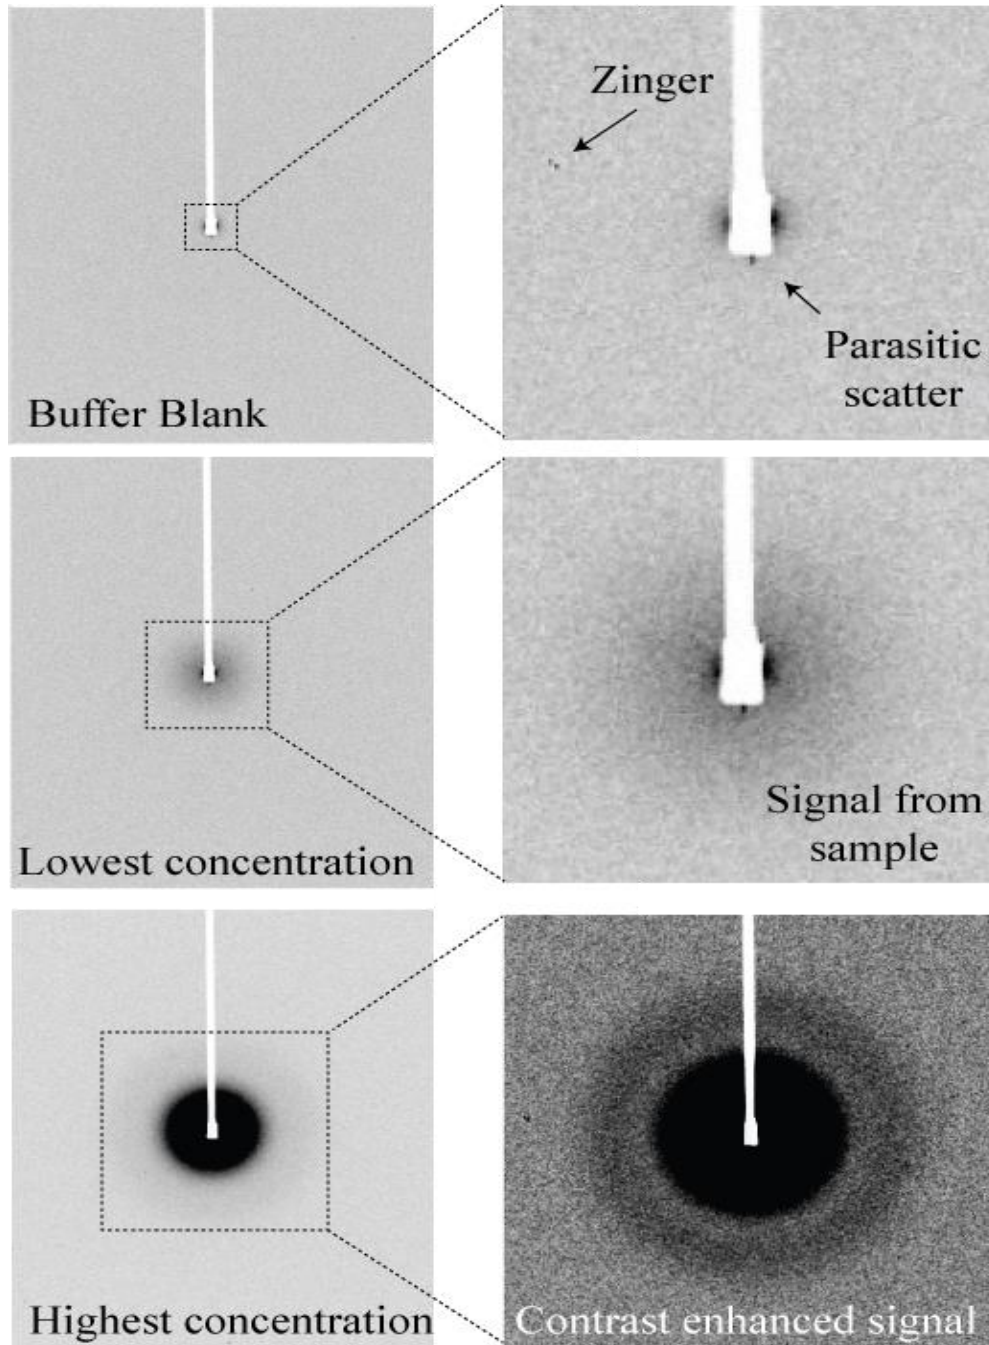 Zinger
Parasitic
scatter
Buffer Blank
Signal from
sample
Lowest concentration
Highest concentration
Contrast enhanced signal